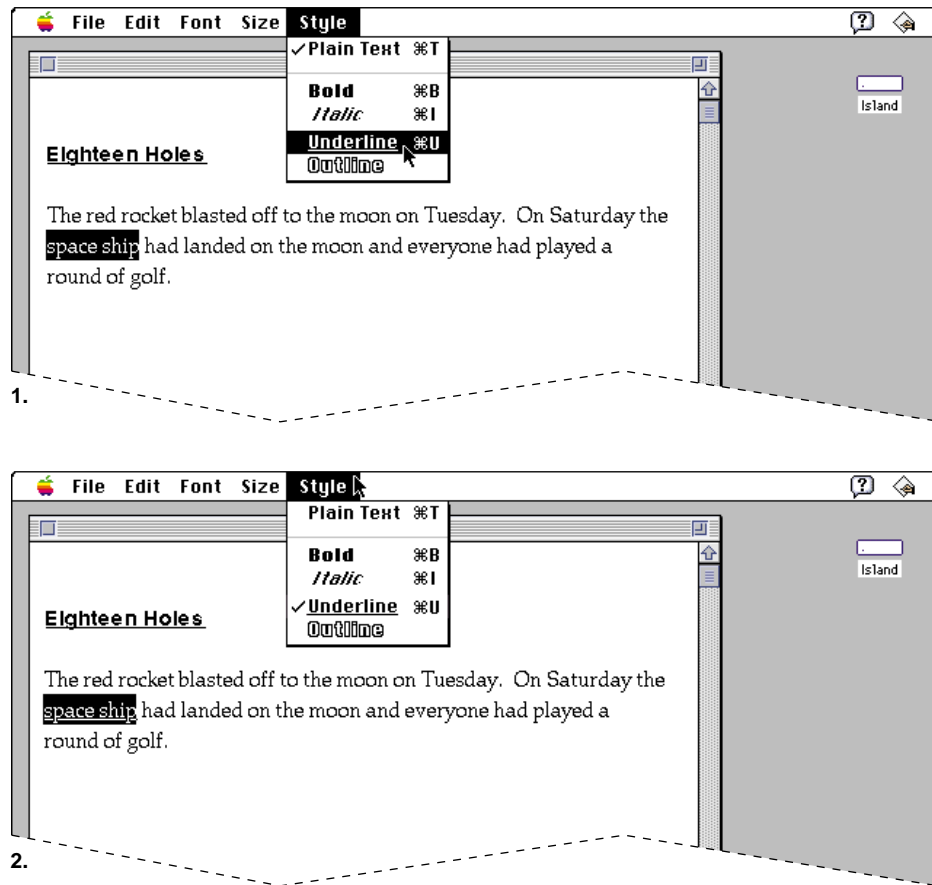 File Edit Font Size Style
✓Plain Text ⌘T
Bold ⌘B
Italic ⌘I
Underline ⌘U
Outline
Island
Eighteen Holes
The red rocket blasted off to the moon on Tuesday. On Saturday the
space ship had landed on the moon and everyone had played a
round of golf.
1.
File Edit Font Size Style
Plain Text ⌘T
Bold ⌘B
Italic ⌘I
✓Underline ⌘U
Outline
Island
Eighteen Holes
The red rocket blasted off to the moon on Tuesday. On Saturday the
space ship had landed on the moon and everyone had played a
round of golf.
2.